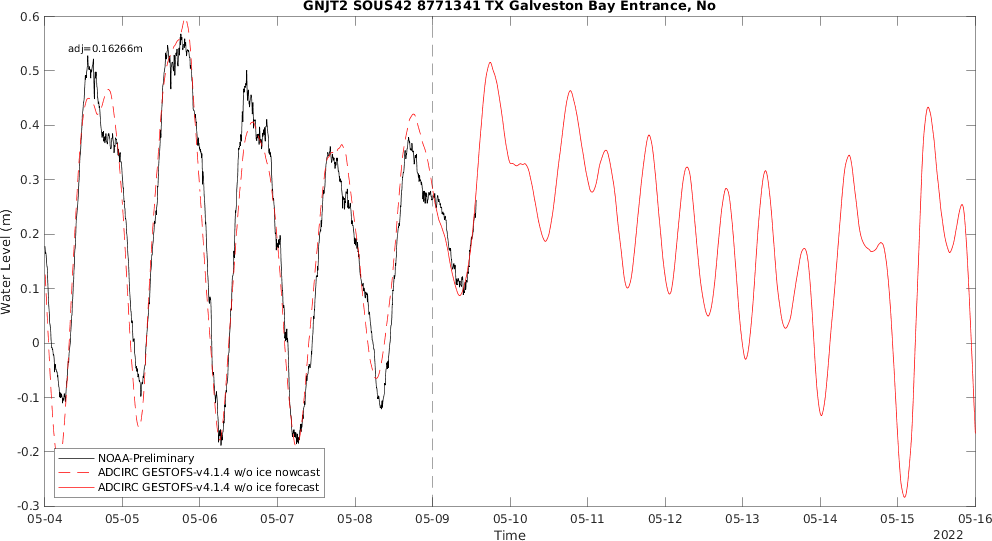 GNJT2 SOUS42 8771341 TX Galveston Bay Entrance, No
adj=0.16266m
0.6
0.5
0.4
0.3
0.2
0.1
0
-0.1
-0.2
-0.3
Water Level (m)
NOAA-Preliminary
ADCIRC GESTOFS-v4.1.4 w/o ice nowcast
ADCIRC GESTOFS-v4.1.4 w/o ice forecast
05-04 05-05 05-06 05-07 05-08 05-09 05-10 05-11 05-12 05-13 05-14 05-15 05-16
Time
2022